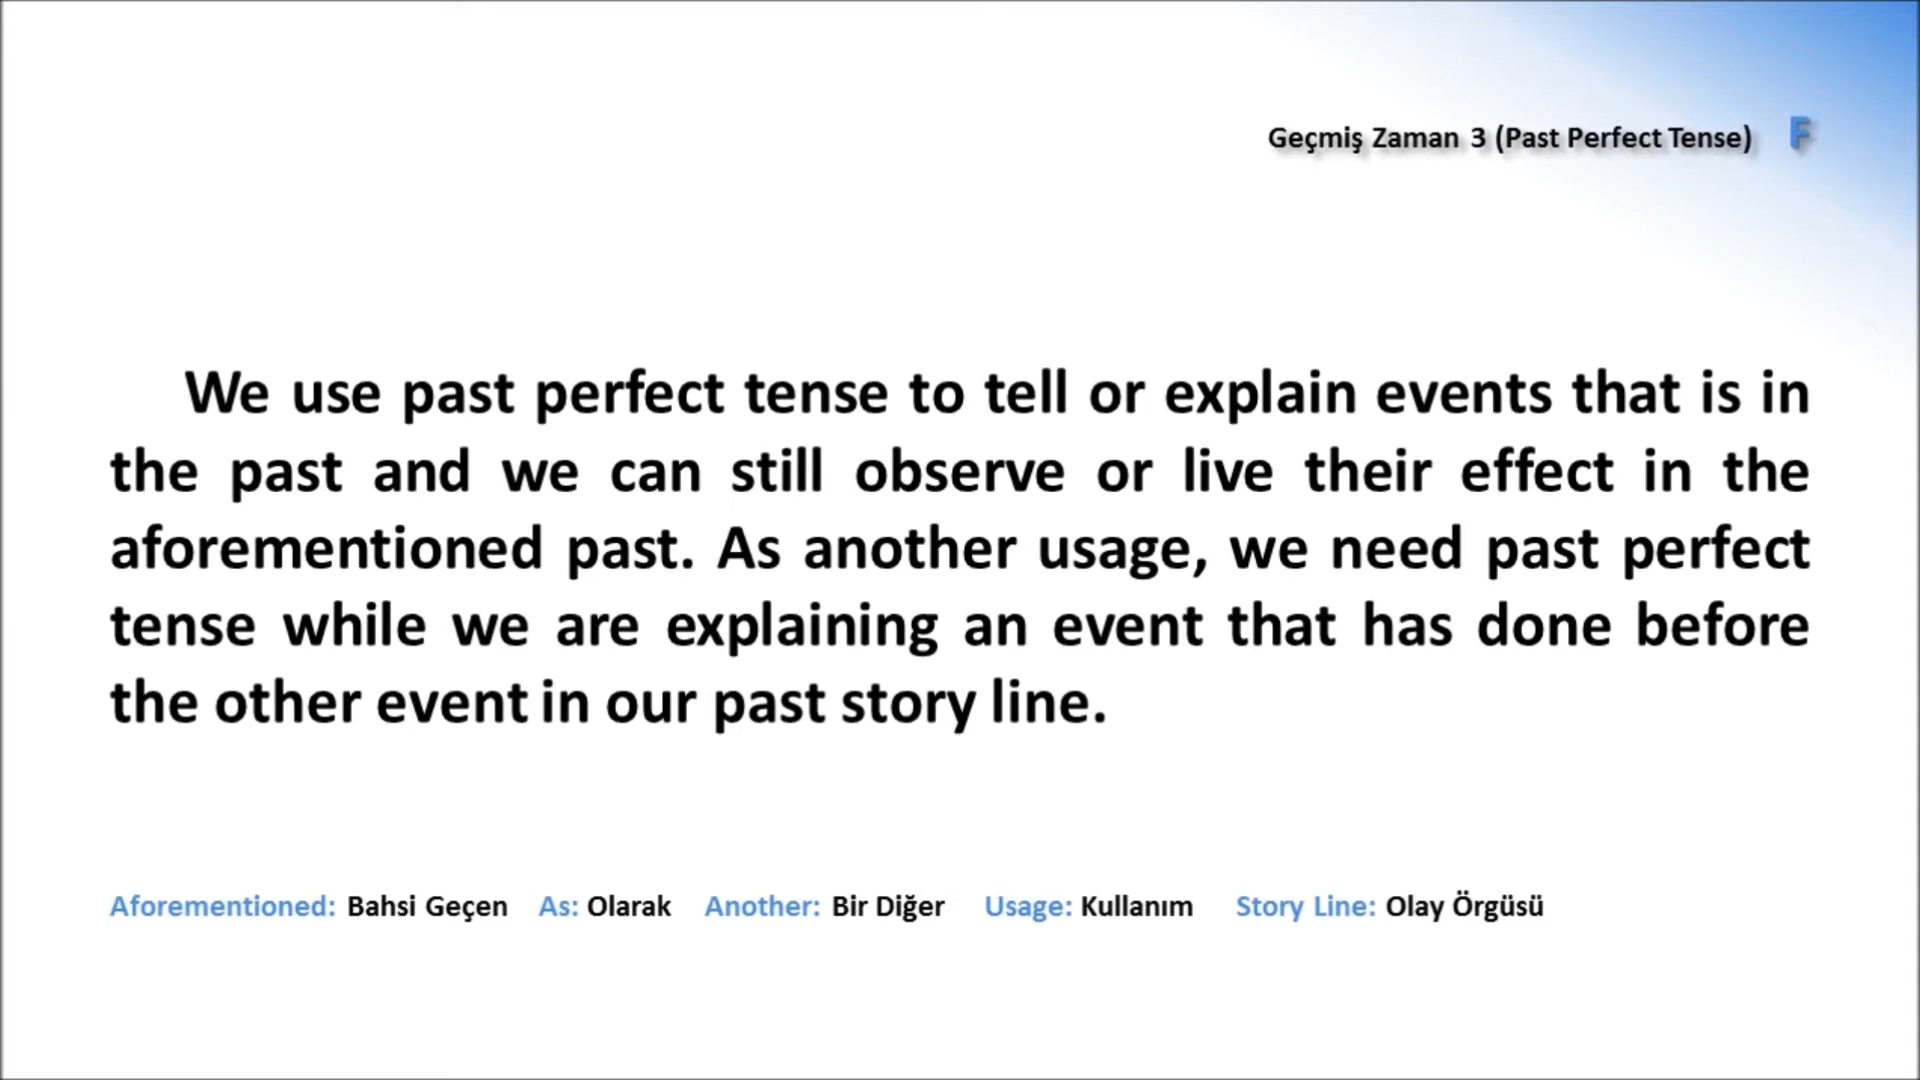 Geçmiş Zaman 3 (Past Perfect Tense) F
We use past perfect tense to tell or explain events that is in
the past and we can still observe or live their effect in the
aforementioned past. As another usage, we need past perfect
tense while we are explaining an event that has done before
the other event in our past story line.
Aforementioned: Bahsi Geçen As: Olarak Another: Bir Diğer Usage: Kullanım Story Line: Olay Örgüsü